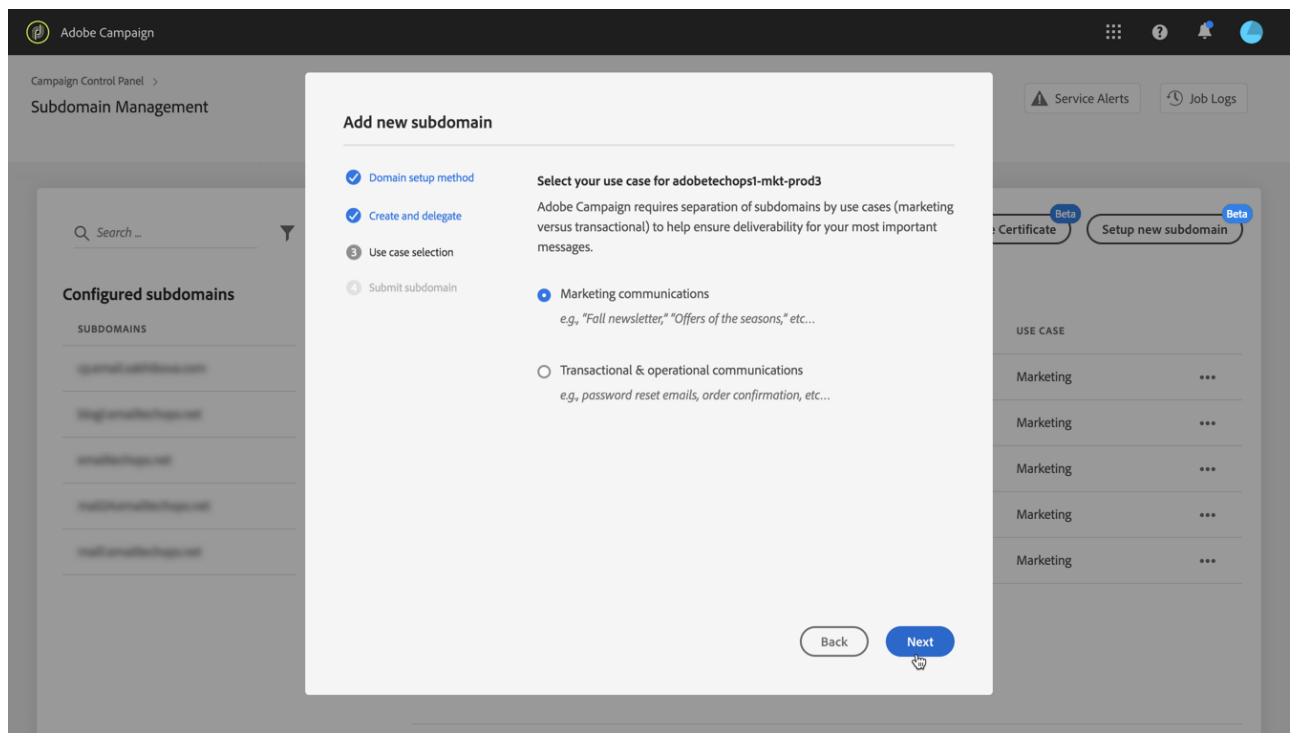 Adobe Campaign
Campaign Control Panel >
Subdomain Management
Service Alerts
Job Logs
Search ...
Configured subdomains
SUBDOMAINS
Add new subdomain
Domain setup method
Create and delegate
3 Use case selection
4 Submit subdomain
Select your use case for adobetechops1-mkt-prod3
Adobe Campaign requires separation of subdomains by use cases (marketing
versus transactional) to help ensure deliverability for your most important
messages.
Marketing communications
e.g., "Fall newsletter," "Offers of the seasons," etc...
Transactional & operational communications
e.g., password reset emails, order confirmation, etc...
Back
Next
Beta
Certificate
Beta
Setup new subdomain
USE CASE
Marketing
Marketing
Marketing
Marketing
Marketing